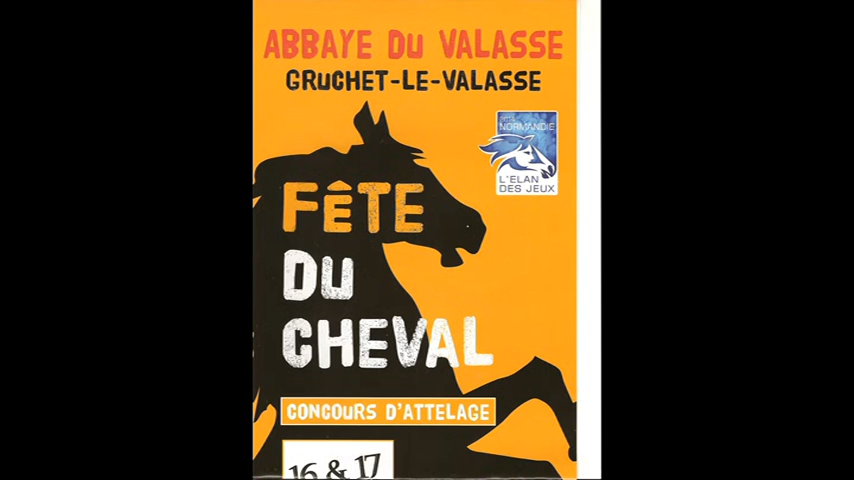 ABBAYE DU VALASSE
GRUCHET-LE-VALASSE
NORMANDIE
L'ELAN
DES JEUX
FÊTE
DU
CHEVAL
CONCOURS D'ATTELAGE
16 & 17